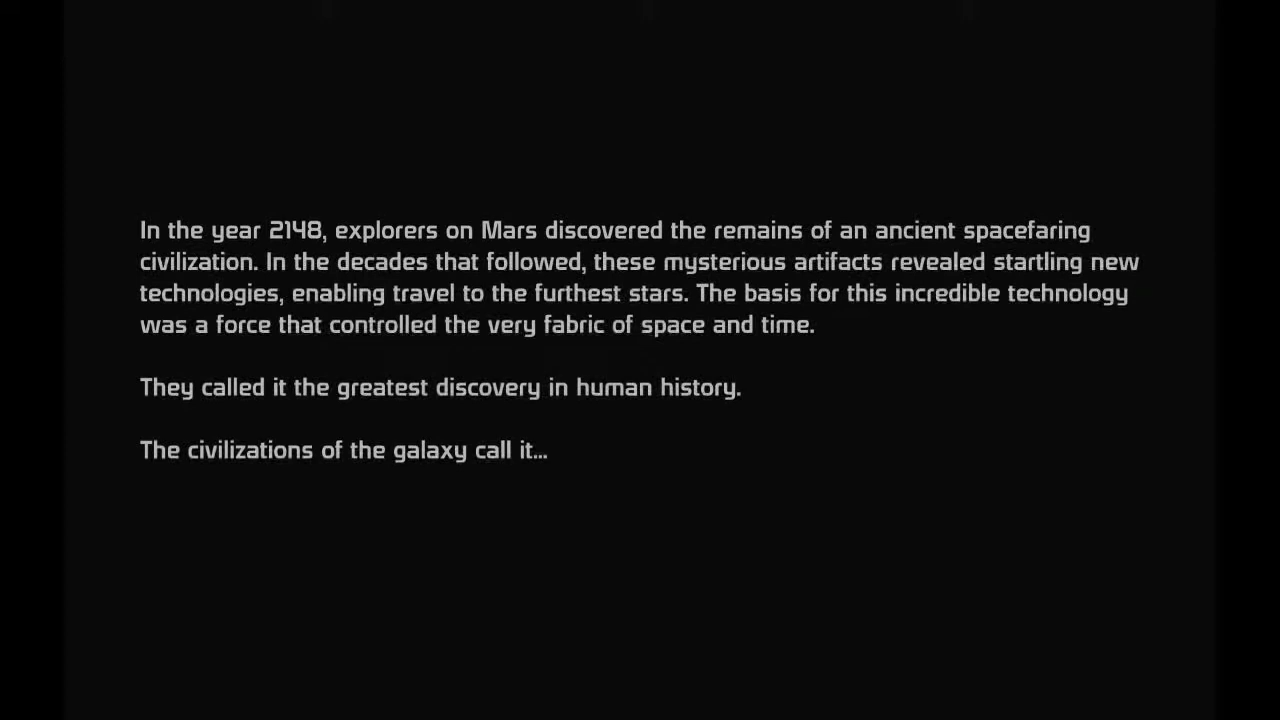 In the year 2148, explorers on Mars discovered the remains of an ancient spacefaring
civilization. In the decades that followed, these mysterious artifacts revealed startling new
technologies, enabling travel to the furthest stars. The basis for this incredible technology
was a force that controlled the very fabric of space and time.
They called it the greatest discovery in human history.
The civilizations of the galaxy call it...